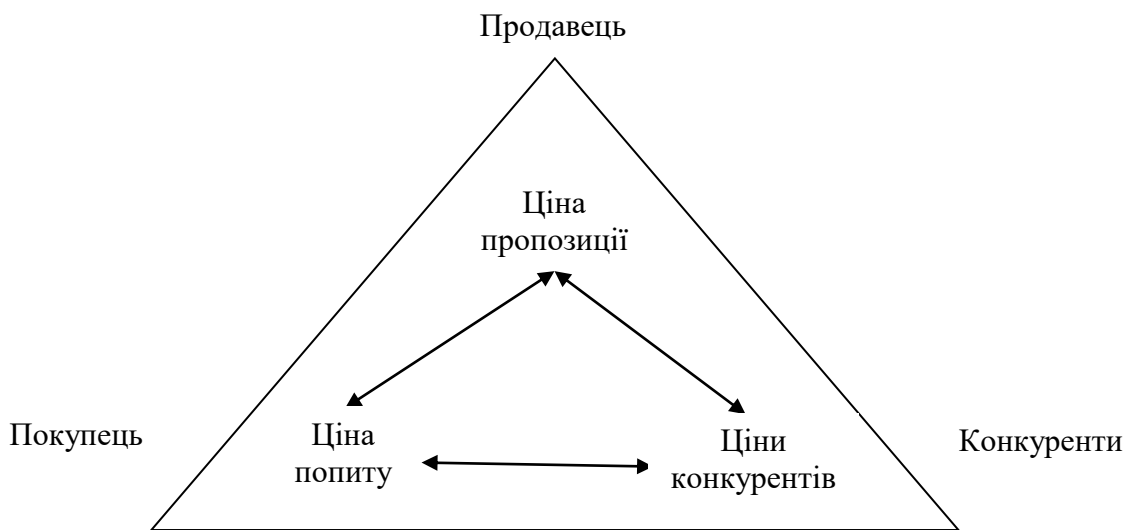 Продавець
Ціна
пропозиції
Покупець
Ціна
попиту
Ціни
конкурентів
Конкуренти